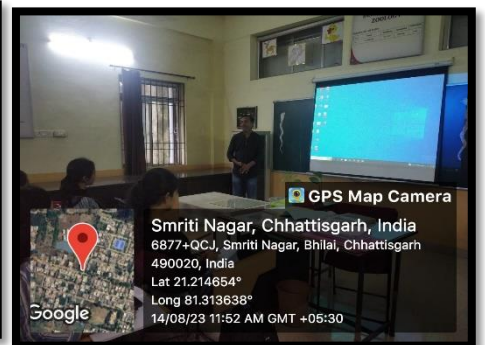 ZOOLOGY
GPS Map Camera
Smriti Nagar, Chhattisgarh, India
6877+QCJ, Smriti Nagar, Bhilai, Chhattisgarh
490020, India
Lat 21.214654°
Long 81.313638°
14/08/23 11:52 AM GMT +05:30
Google